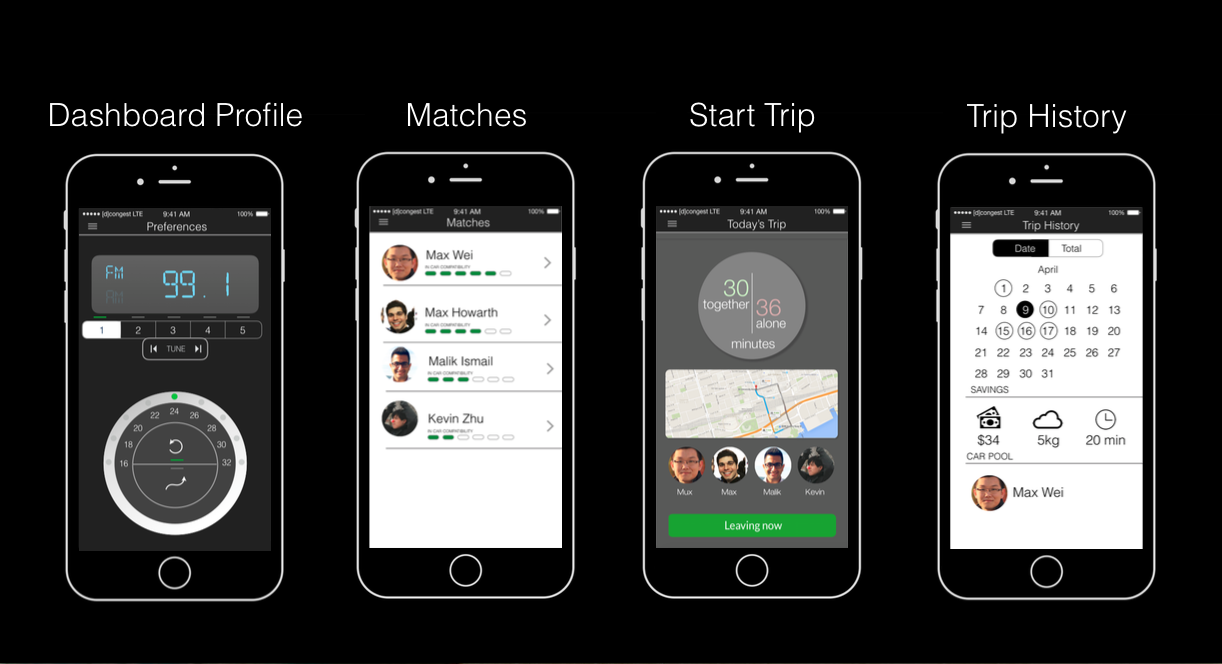 Dashboard Profile
Matches
Start Trip
Trip History
[d]congest LTE 9:41 AM 100%
Preferences
FM 99.1
AM
1 2 3 4 5
TUNE
24
22 26
20 28
18 30
16 32
[d]congest LTE 9:41 AM 100%
Matches
Max Wei
IN CAR COMPATIBILITY
Max Howarth
IN CAR COMPATIBILITY
Malik Ismail
IN CAR COMPATIBILITY
Kevin Zhu
IN CAR COMPATIBILITY
[d]congest LTE 9:41 AM 100%
Today's Trip
30
together
36
alone
minutes
Mux Max Malik Kevin
Leaving now
[d]congest LTE 9:41 AM 100%
Trip History
Date Total
April
1 2 3 4 5 6
7 8 9 10 11 12 13
14 15 16 17 18 19 20
21 22 23 24 25 26 27
28 29 30 31
SAVINGS
$34 5kg 20 min
CAR POOL
Max Wei